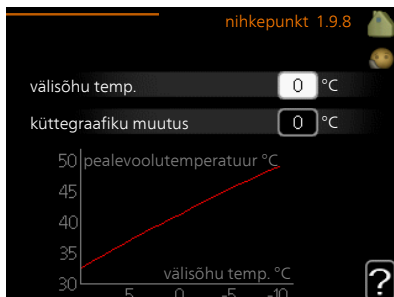 nihkepunkt 1.9.8
välisõhu temp. 0 °C
küttegraafiku muutus 0 °C
50 pealevoolutemperatuur °C
45
40
35
välisõhu temp. °C
30
5 0 -5 -10
?